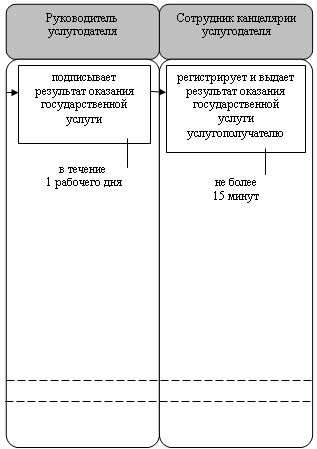 Руководитель
услугодателя
Сотрудник канцелярии
услугодателя
подписывает
результат оказания
государственной
услуги
регистрирует и выдает
результат оказания
государственной
услуги
услугополучателю
в течение
1 рабочего дня
не более
15 минут